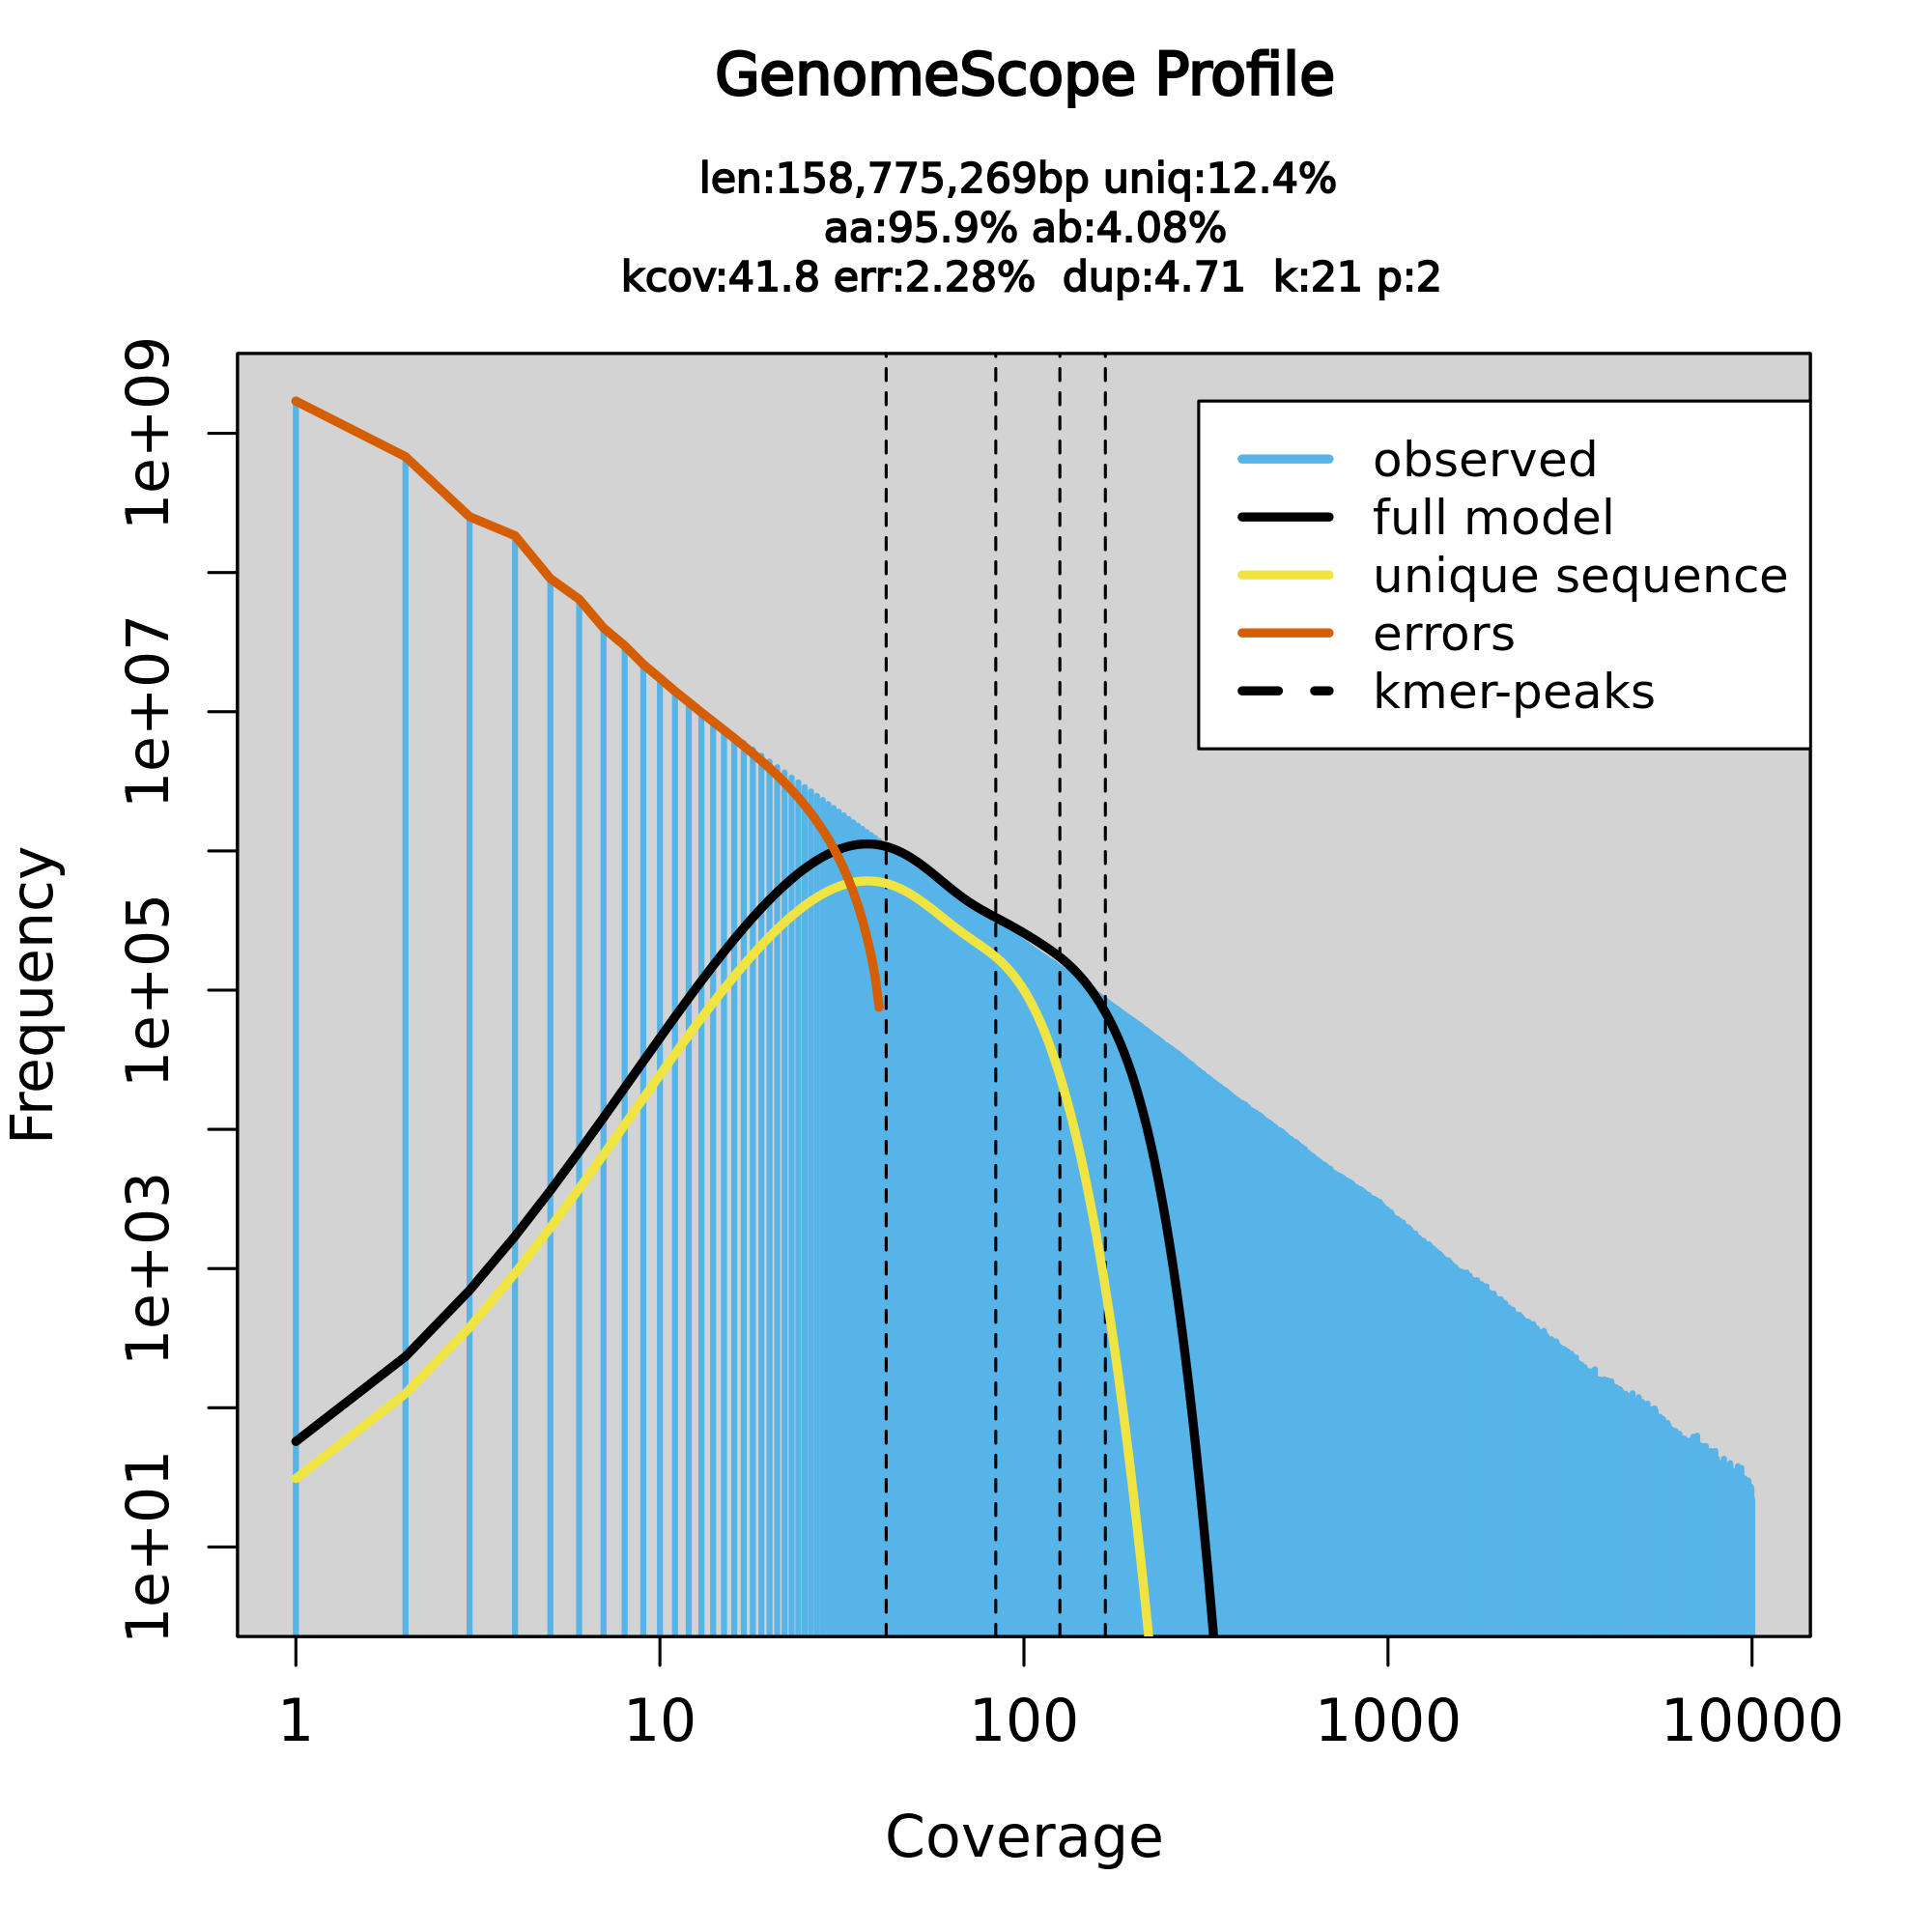 GenomeScope Profile
len:158,775,269bp uniq:12.4%
aa:95.9% ab:4.08%
kcov:41.8 err:2.28% dup:4.71 k:21 p:2
observed
full model
unique sequence
errors
kmer-peaks
Frequency
1e+09
1e+07
1e+05
1e+03
1e+01
1 10 100 1000 10000
Coverage